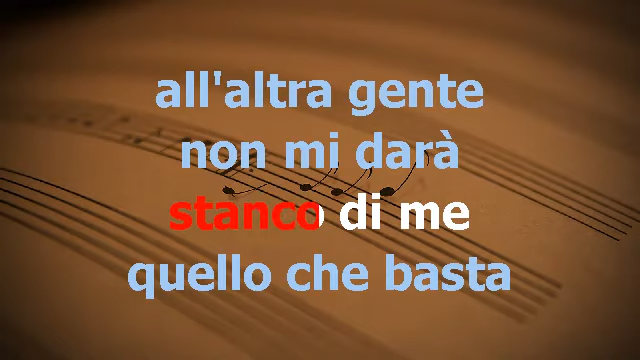 all'altra gente
non mi darà
stanco di me
quello che basta